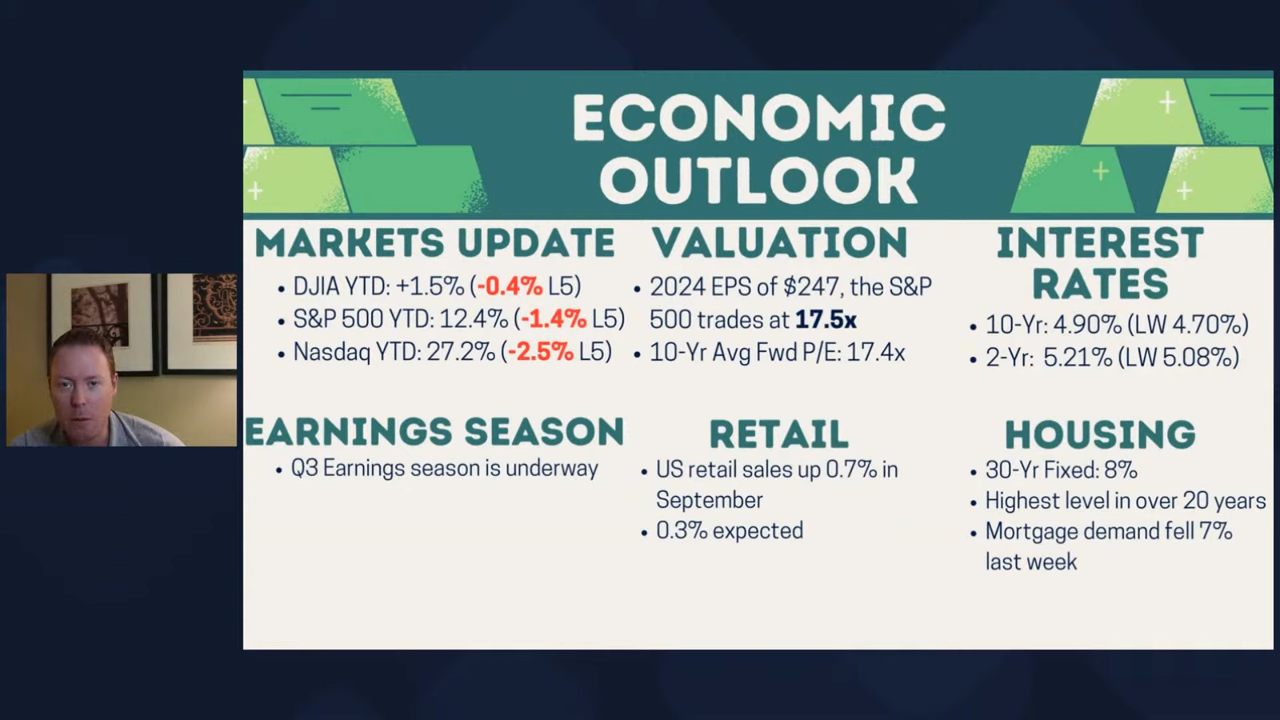 ECONOMIC
OUTLOOK
MARKETS UPDATE
• DJIA YTD: +1.5% (-0.4% L5)
• S&P 500 YTD: 12.4% (-1.4% L5)
• Nasdaq YTD: 27.2% (-2.5% L5)
VALUATION
• 2024 EPS of $247, the S&P
500 trades at 17.5x
• 10-Yr Avg Fwd P/E: 17.4x
INTEREST
RATES
• 10-Yr: 4.90% (LW 4.70%)
• 2-Yr: 5.21% (LW 5.08%)
EARNINGS SEASON
• Q3 Earnings season is underway
RETAIL
• US retail sales up 0.7% in
September
• 0.3% expected
HOUSING
• 30-Yr Fixed: 8%
• Highest level in over 20 years
• Mortgage demand fell 7%
last week